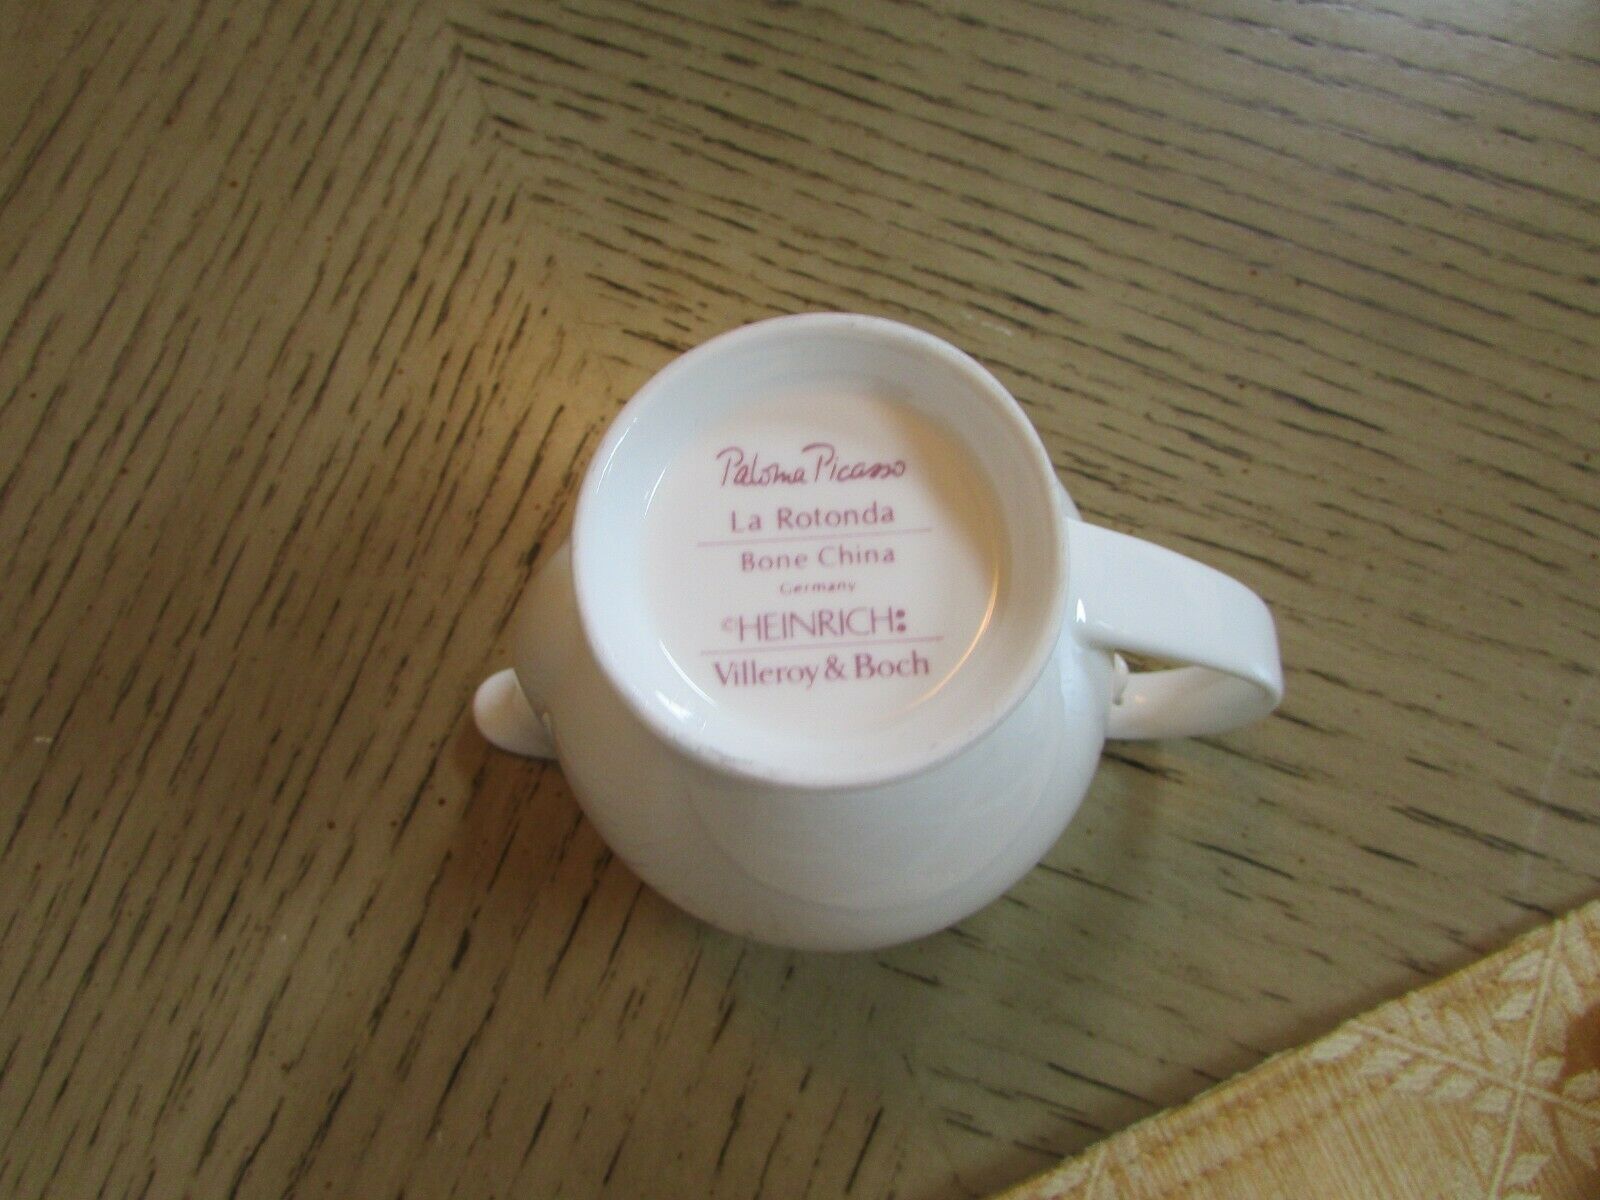 Paloma Picasso
La Rotonda
Bone China
Germany
©HEINRICH:
Villeroy & Boch